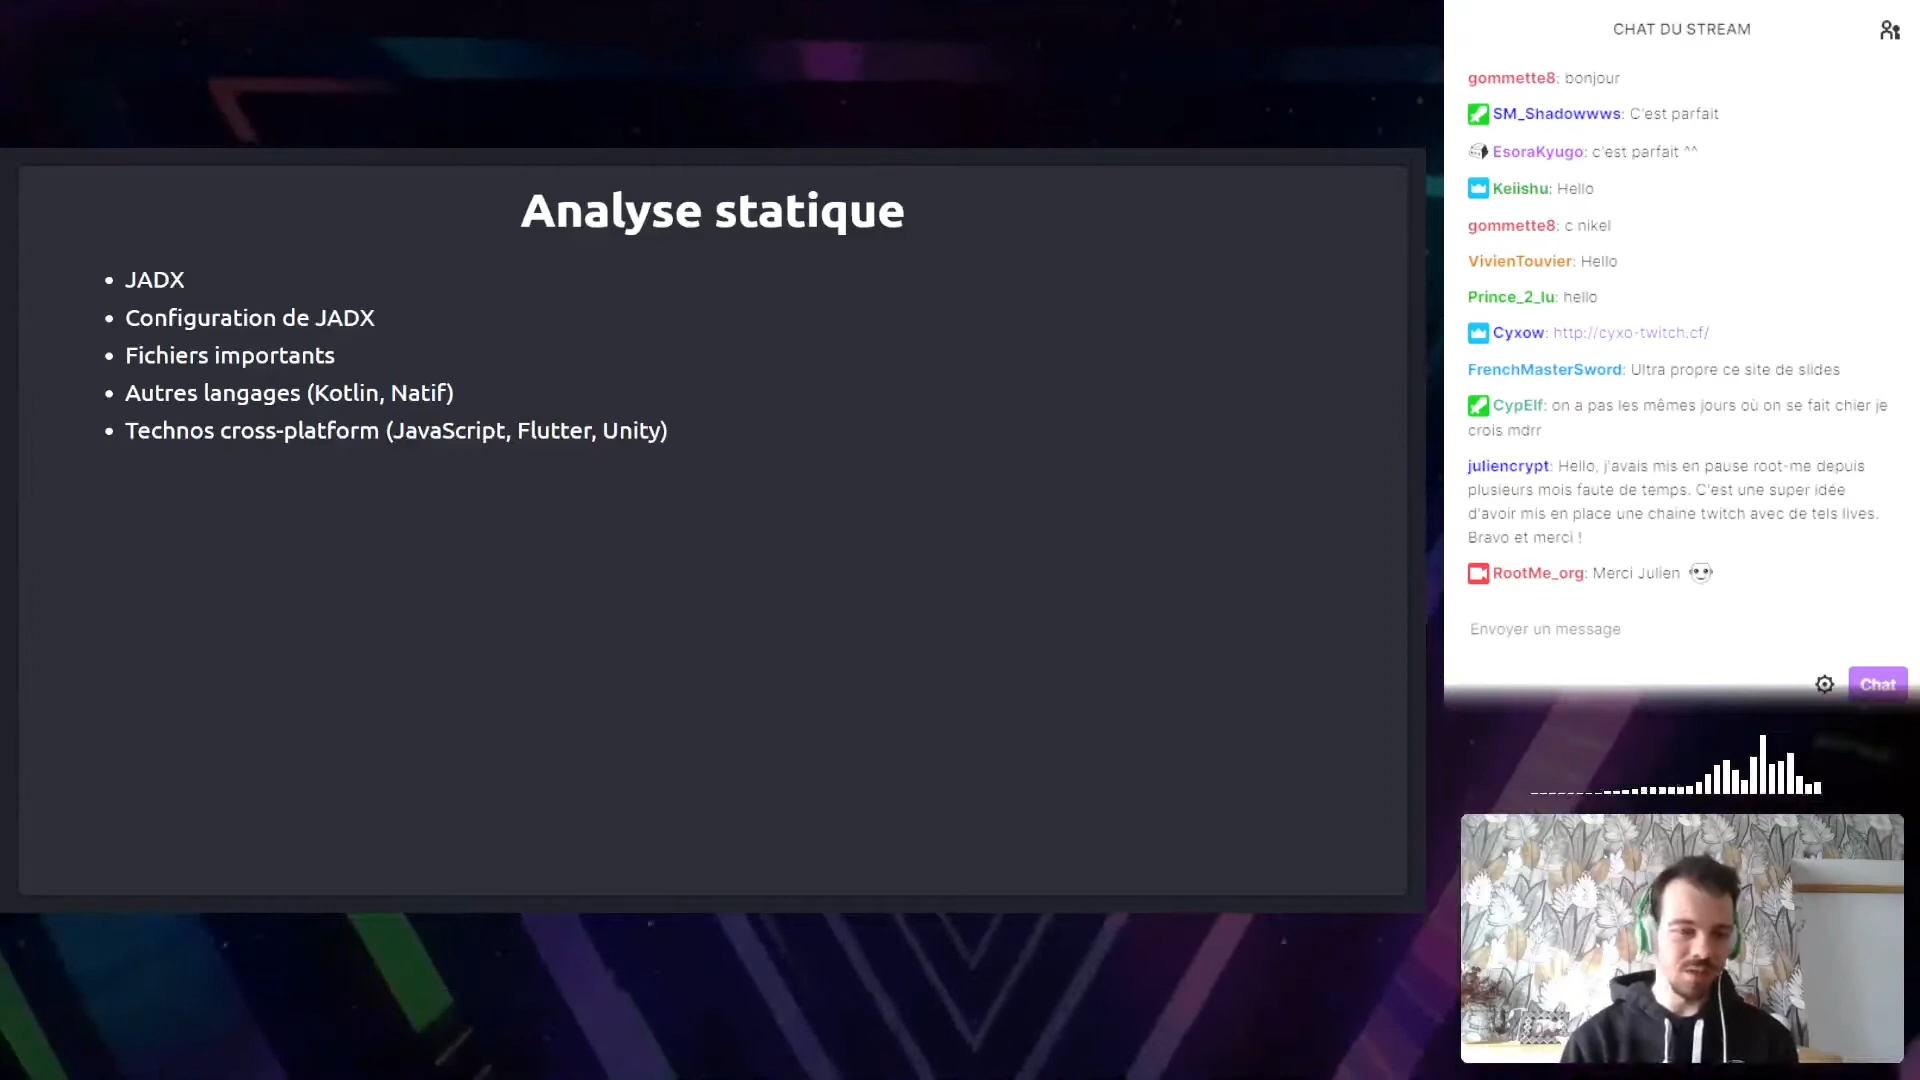 Analyse statique
JADX
Configuration de JADX
Fichiers importants
Autres langages (Kotlin, Natif)
Technos cross-platform (JavaScript, Flutter, Unity)
CHAT DU STREAM
gommette8: bonjour
SM_Shadowwws: C'est parfait
EsoraKyugo: c'est parfait ^^
Keiishu: Hello
gommette8: c nikel
VivienTouvier: Hello
Prince_2_lu: hello
Cyxow: http://cyxo-twitch.cf/
FrenchMasterSword: Ultra propre ce site de slides
CypElf: on a pas les mêmes jours où on se fait chier je
crois mdrr
juliencrypt: Hello, j'avais mis en pause root-me depuis
plusieurs mois faute de temps. C'est une super idée
d'avoir mis en place une chaine twitch avec de tels lives.
Bravo et merci !
RootMe_org: Merci Julien
Envoyer un message
Chat